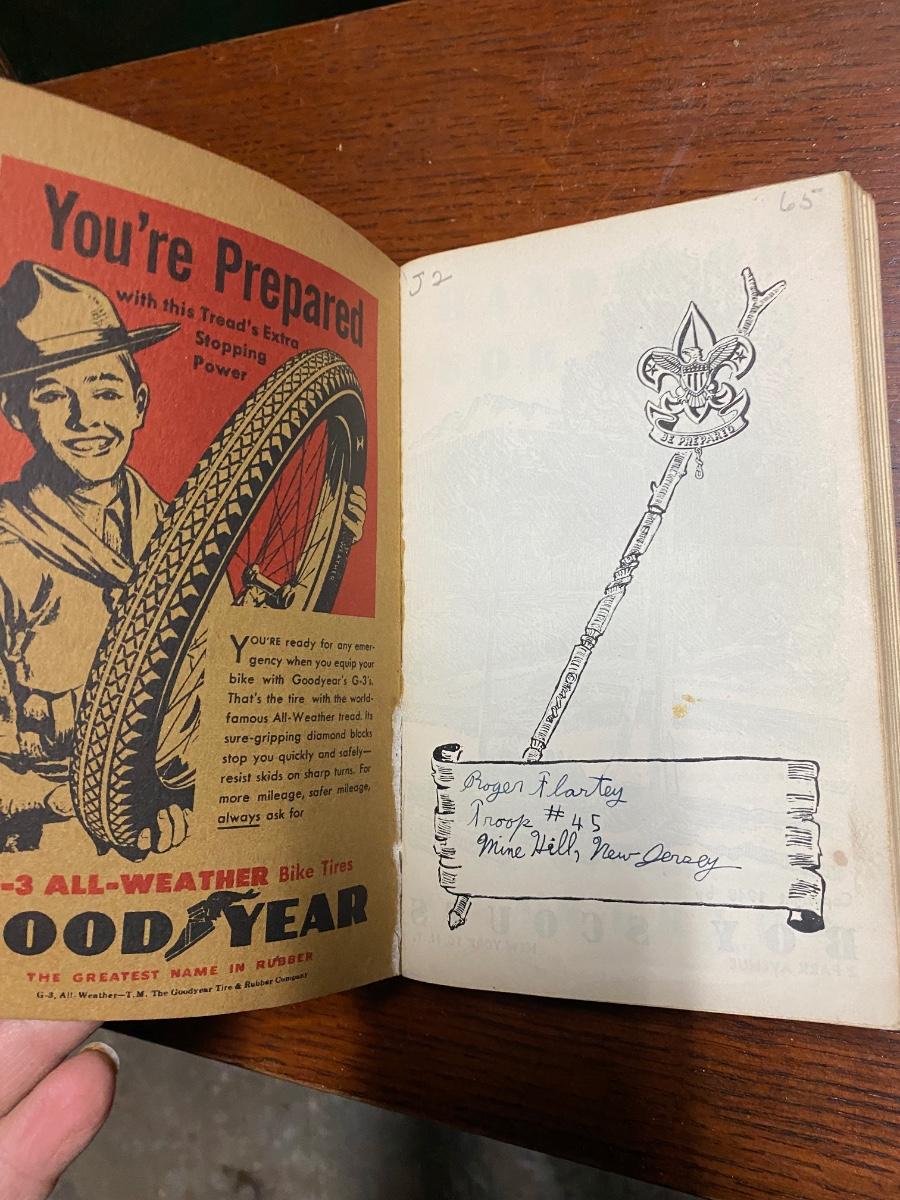 You're Prepared
with this Tread's Extra
Stopping
Power
YOU'RE ready for any emer-
gency when you equip your
bike with Goodyear's G-3's.
That's the tire with the world-
famous All-Weather tread. Its
sure-gripping diamond blocks
stop you quickly and safely—
resist skids on sharp turns. For
more mileage, safer mileage,
always ask for
-3 ALL-WEATHER Bike Tires
OOD YEAR
THE GREATEST NAME IN RUBBER
G-3, All-Weather—T.M. The Goodyear Tire & Rubber Company
J2
65
BE PREPARED
Roger Flartey
Troop # 45
Mine Hill, New Jersey